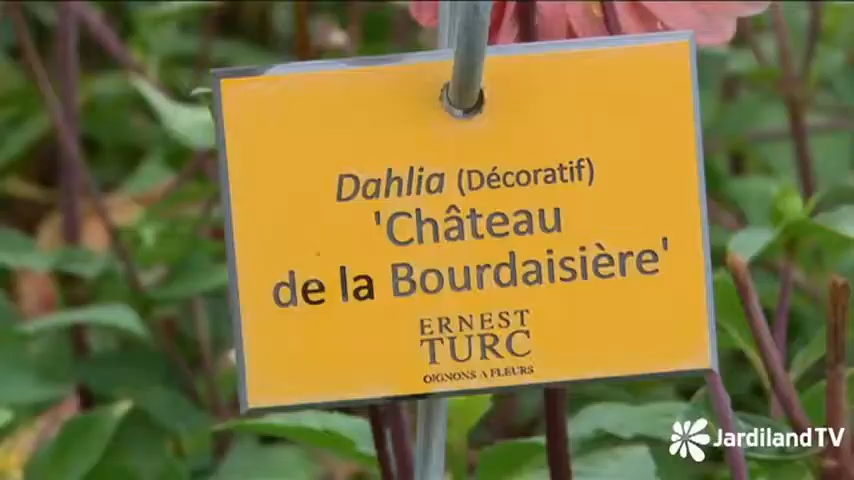 Dahlia (Décoratif)
'Château
de la Bourdaisière'
ERNEST
TURC
OIGNONS A FLEURS
JardilandTV